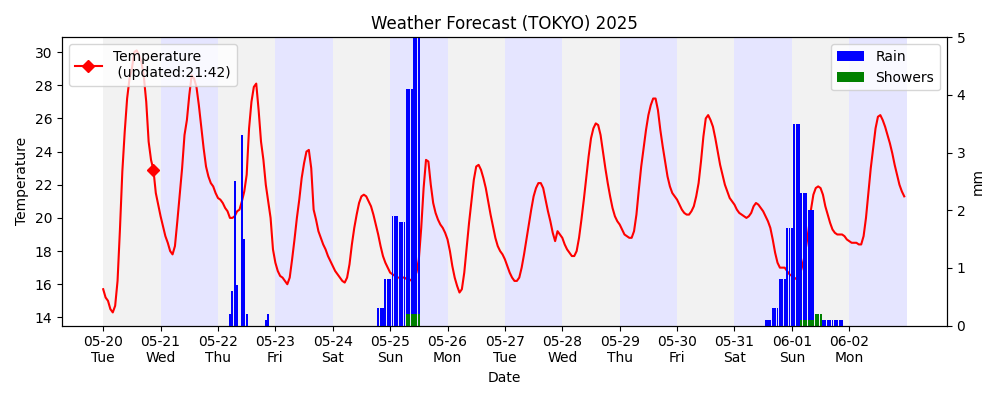 Weather Forecast (TOKYO) 2025
Temperature
(updated:21:42)
Rain
Showers
Temperature
30
28
26
24
22
20
18
16
14
5
4
3
2
1
0
mm
05-20 05-21 05-22 05-23 05-24 05-25 05-26 05-27 05-28 05-29 05-30 05-31 06-01 06-02
Tue Wed Thu Fri Sat Sun Mon Tue Wed Thu Fri Sat Sun Mon
Date